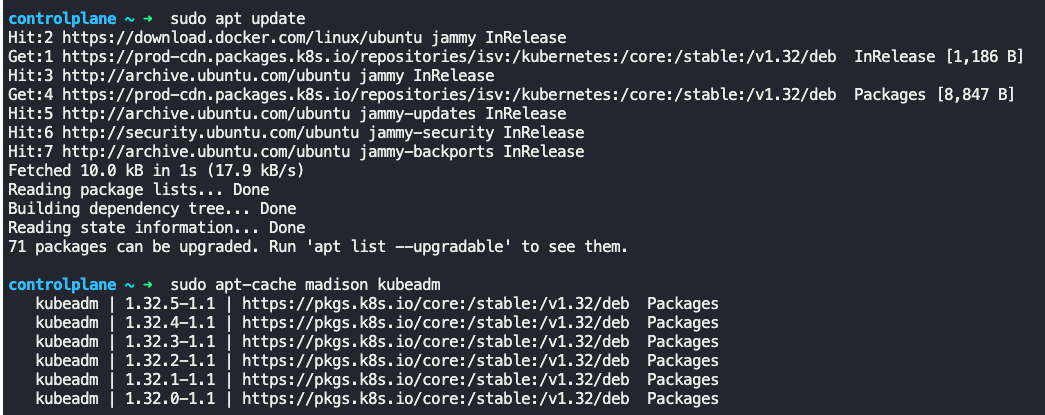 controlplane ~ ➜  sudo apt update
Hit:2 https://download.docker.com/linux/ubuntu jammy InRelease
Get:1 https://prod-cdn.packages.k8s.io/repositories/isv:/kubernetes:/core:/stable:/v1.32/deb  InRelease [1,186 B]
Hit:3 http://archive.ubuntu.com/ubuntu jammy InRelease
Get:4 https://prod-cdn.packages.k8s.io/repositories/isv:/kubernetes:/core:/stable:/v1.32/deb  Packages [8,847 B]
Hit:5 http://archive.ubuntu.com/ubuntu jammy-updates InRelease
Hit:6 http://security.ubuntu.com/ubuntu jammy-security InRelease
Hit:7 http://archive.ubuntu.com/ubuntu jammy-backports InRelease
Fetched 10.0 kB in 1s (17.9 kB/s)
Reading package lists... Done
Building dependency tree... Done
Reading state information... Done
71 packages can be upgraded. Run 'apt list --upgradable' to see them.
controlplane ~ ➜  sudo apt-cache madison kubeadm
kubeadm | 1.32.5-1.1 | https://pkgs.k8s.io/core:/stable:/v1.32/deb  Packages
kubeadm | 1.32.4-1.1 | https://pkgs.k8s.io/core:/stable:/v1.32/deb  Packages
kubeadm | 1.32.3-1.1 | https://pkgs.k8s.io/core:/stable:/v1.32/deb  Packages
kubeadm | 1.32.2-1.1 | https://pkgs.k8s.io/core:/stable:/v1.32/deb  Packages
kubeadm | 1.32.1-1.1 | https://pkgs.k8s.io/core:/stable:/v1.32/deb  Packages
kubeadm | 1.32.0-1.1 | https://pkgs.k8s.io/core:/stable:/v1.32/deb  Packages